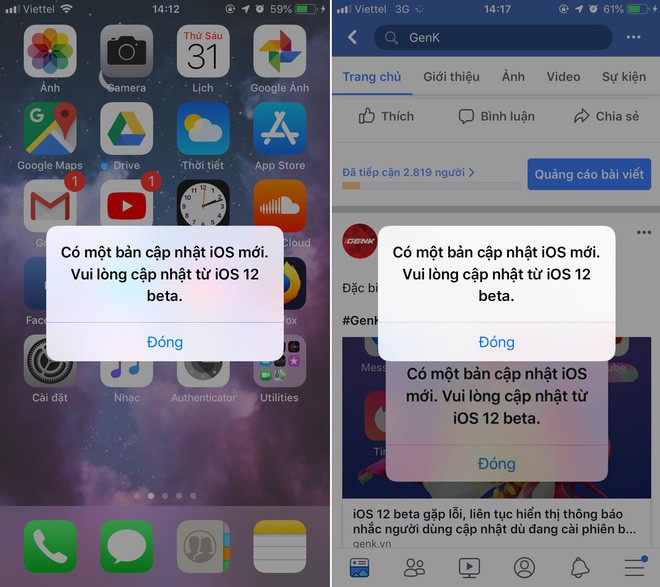 Viettel
14:12
59%
Thứ Sáu
31
Ảnh
Camera
Lịch
Google Ảnh
Google Maps
Drive
Thời tiết
App Store
1
1
Có một bản cập nhật iOS mới.
Vui lòng cập nhật từ iOS 12
beta.
Đóng
Cài đặt
Nhạc
Authenticator
Utilities
Viettel 3G
14:17
61%
GenK
Trang chủ
Giới thiệu
Ảnh
Video
Sự kiện
Thích
Bình luận
Chia sẻ
Đã tiếp cận 2.819 người
Quảng cáo bài viết
GENK
Có một bản cập nhật iOS mới.
Vui lòng cập nhật từ iOS 12
beta.
Đóng
Có một bản cập nhật iOS
mới. Vui lòng cập nhật từ
iOS 12 beta.
Đóng
iOS 12 beta gặp lỗi, liên tục hiển thị thông báo
nhắc người dùng cập nhật dù đang cài phiên b...
genk.vn